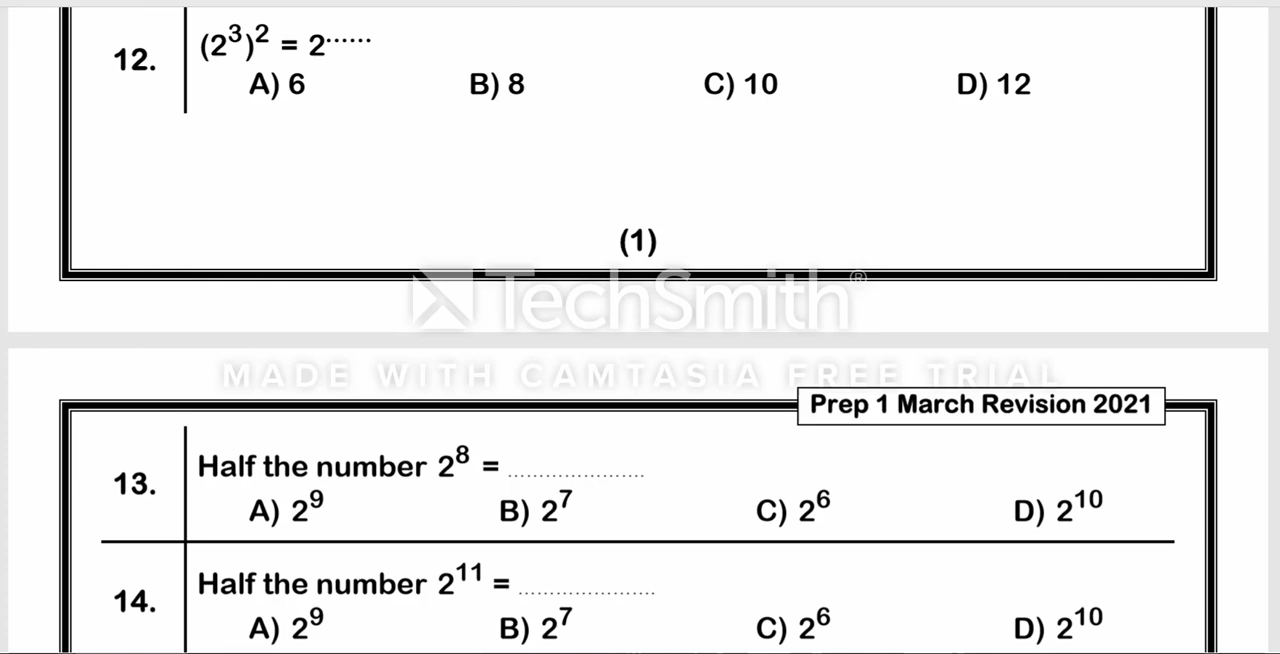 12. (2³)² = 2······
A) 6 B) 8 C) 10 D) 12
(1)
TechSmith®
MADE WITH CAMTASIA FREE TRIAL
Prep 1 March Revision 2021
13. Half the number 2⁸ = ....................
A) 2⁹ B) 2⁷ C) 2⁶ D) 2¹⁰
14. Half the number 2¹¹ = ....................
A) 2⁹ B) 2⁷ C) 2⁶ D) 2¹⁰